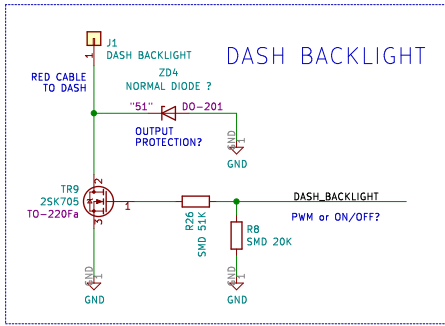 DASH BACKLIGHT
J1
DASH BACKLIGHT
1
RED CABLE
TO DASH
ZD4
NORMAL DIODE ?
"51"
DO-201
OUTPUT
PROTECTION?
GND
1
GND
TR9
2SK705
TO-220Fa
2
1
3
R26
SMD 51K
DASH_BACKLIGHT
PWM or ON/OFF?
R8
SMD 20K
GND
1
GND
GND
1
GND